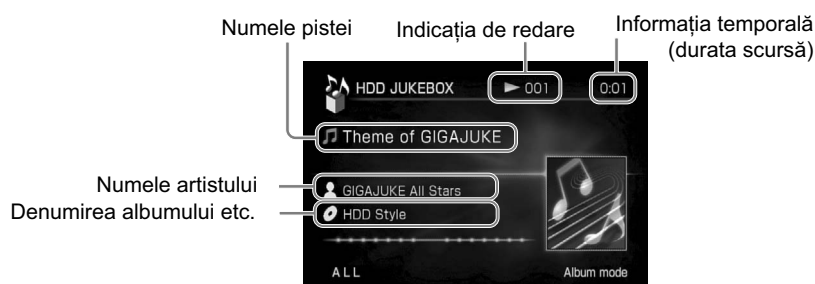 Numele pistei
Indicația de redare
Informația temporală
(durata scursă)
HDD JUKEBOX
001
0:01
Theme of GIGAJUKE
Numele artistului
GIGAJUKE All Stars
Denumirea albumului etc.
HDD Style
ALL
Album mode